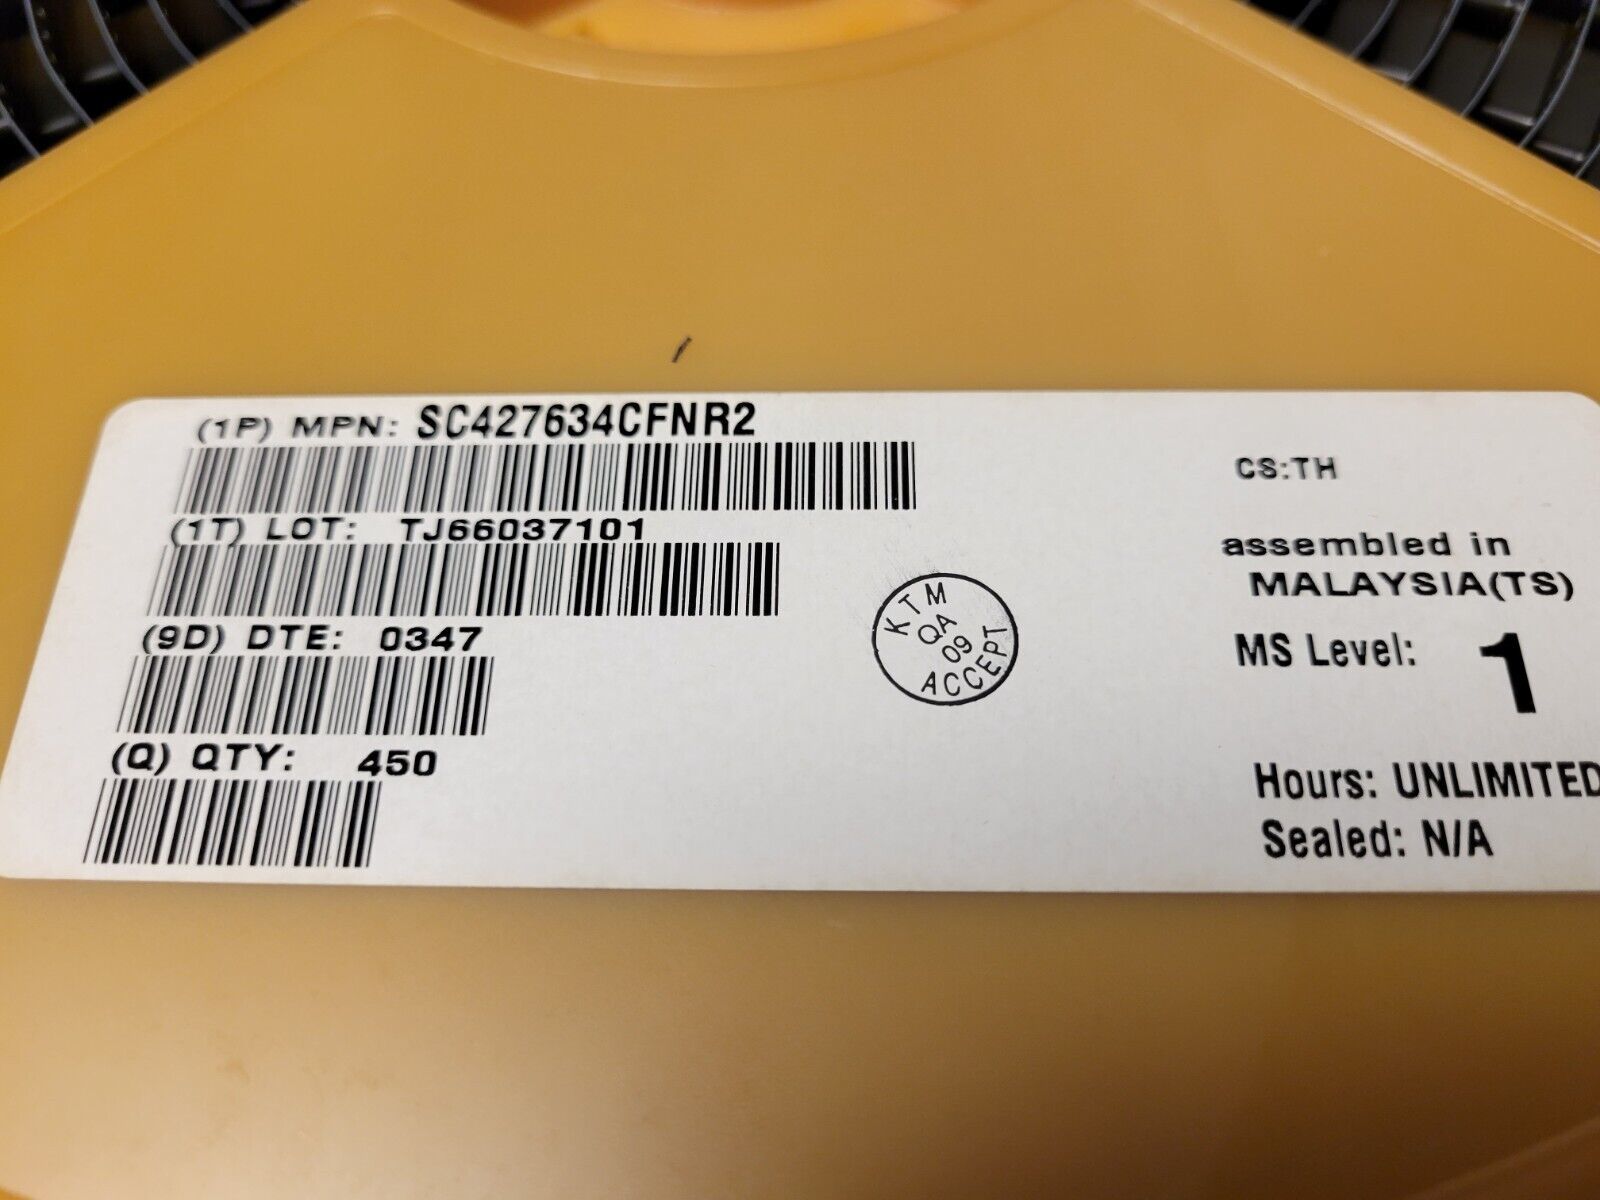 (1P) MPN: SC427634CFNR2
(1T) LOT: TJ66037101
(9D) DTE: 0347
(Q) QTY: 450
KTM
QA
09
ACCEPT
CS:TH
assembled in
MALAYSIA(TS)
MS Level: 1
Hours: UNLIMITED
Sealed: N/A